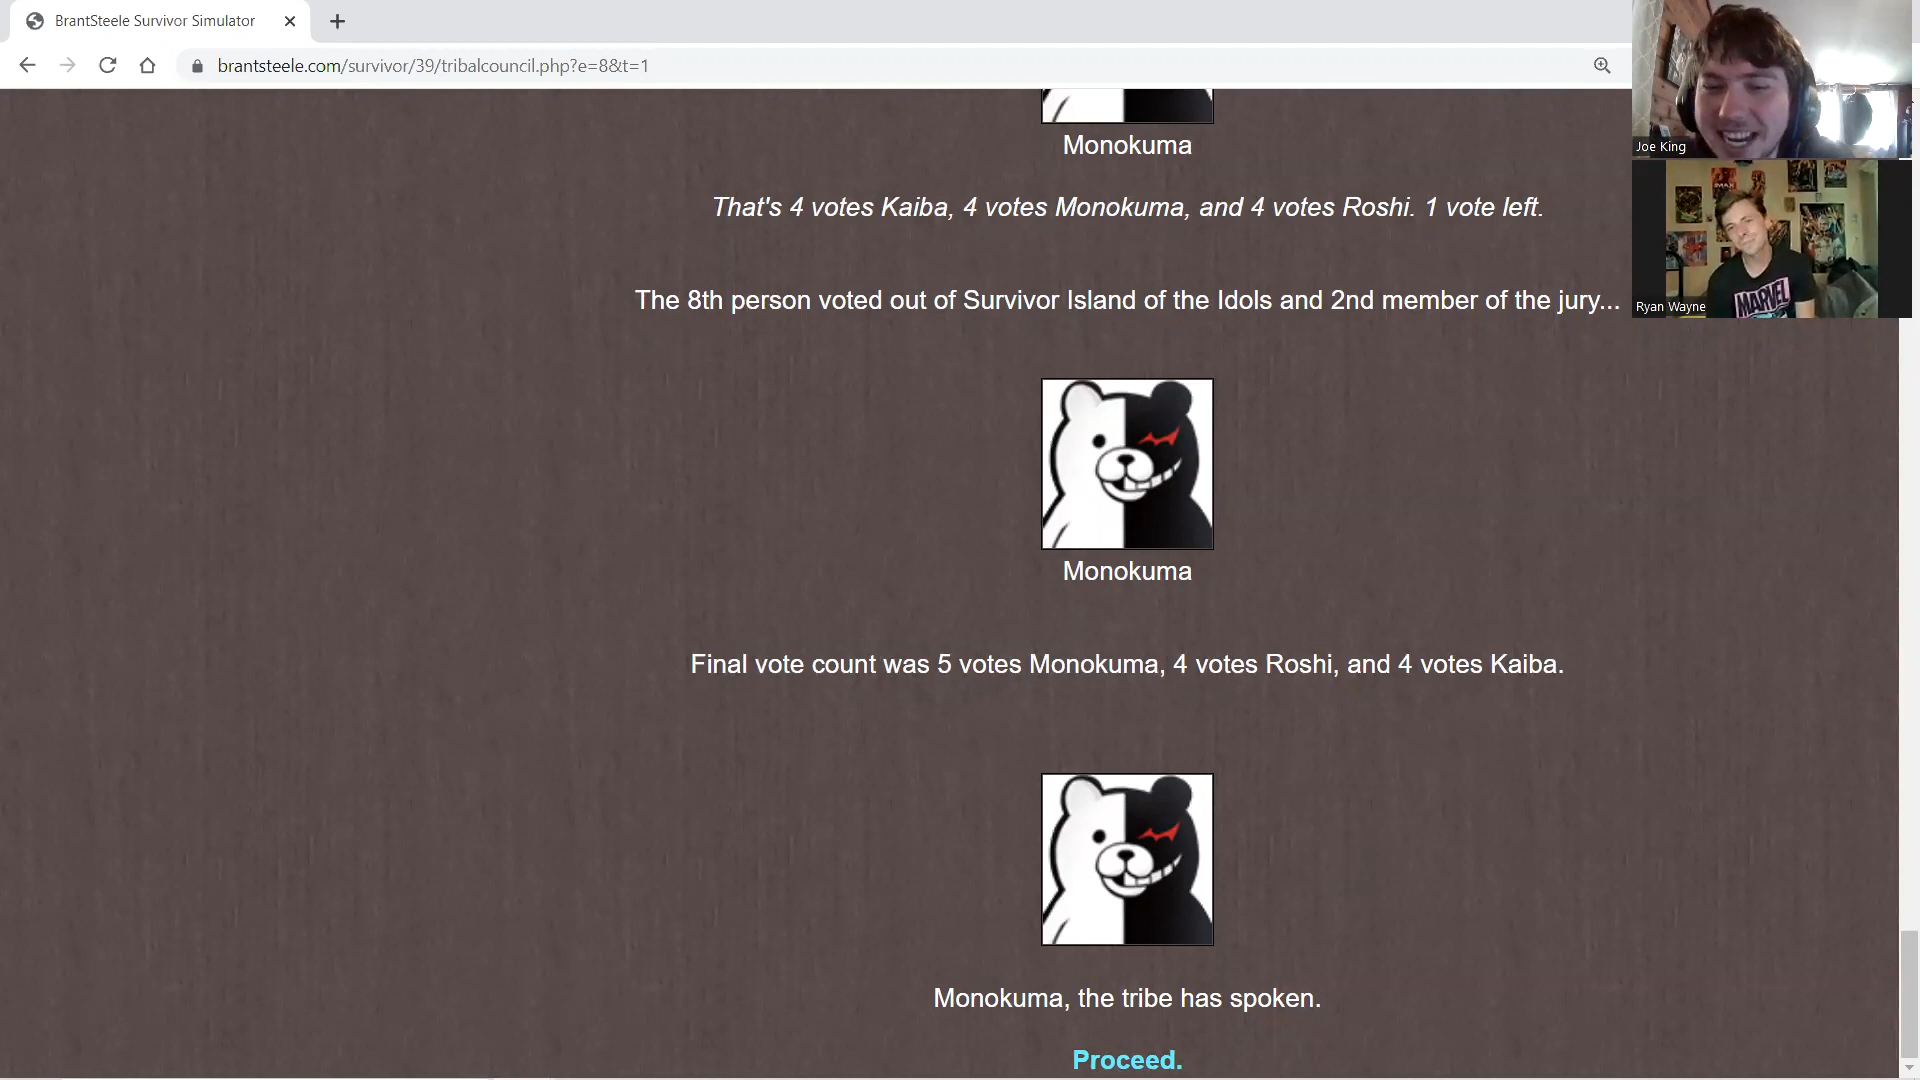 BrantSteele Survivor Simulator
brantsteele.com/survivor/39/tribalcouncil.php?e=8&t=1
Joe King
Monokuma
That's 4 votes Kaiba, 4 votes Monokuma, and 4 votes Roshi. 1 vote left.
The 8th person voted out of Survivor Island of the Idols and 2nd member of the jury...
MARVEL
Ryan Wayne
Monokuma
Final vote count was 5 votes Monokuma, 4 votes Roshi, and 4 votes Kaiba.
Monokuma, the tribe has spoken.
Proceed.